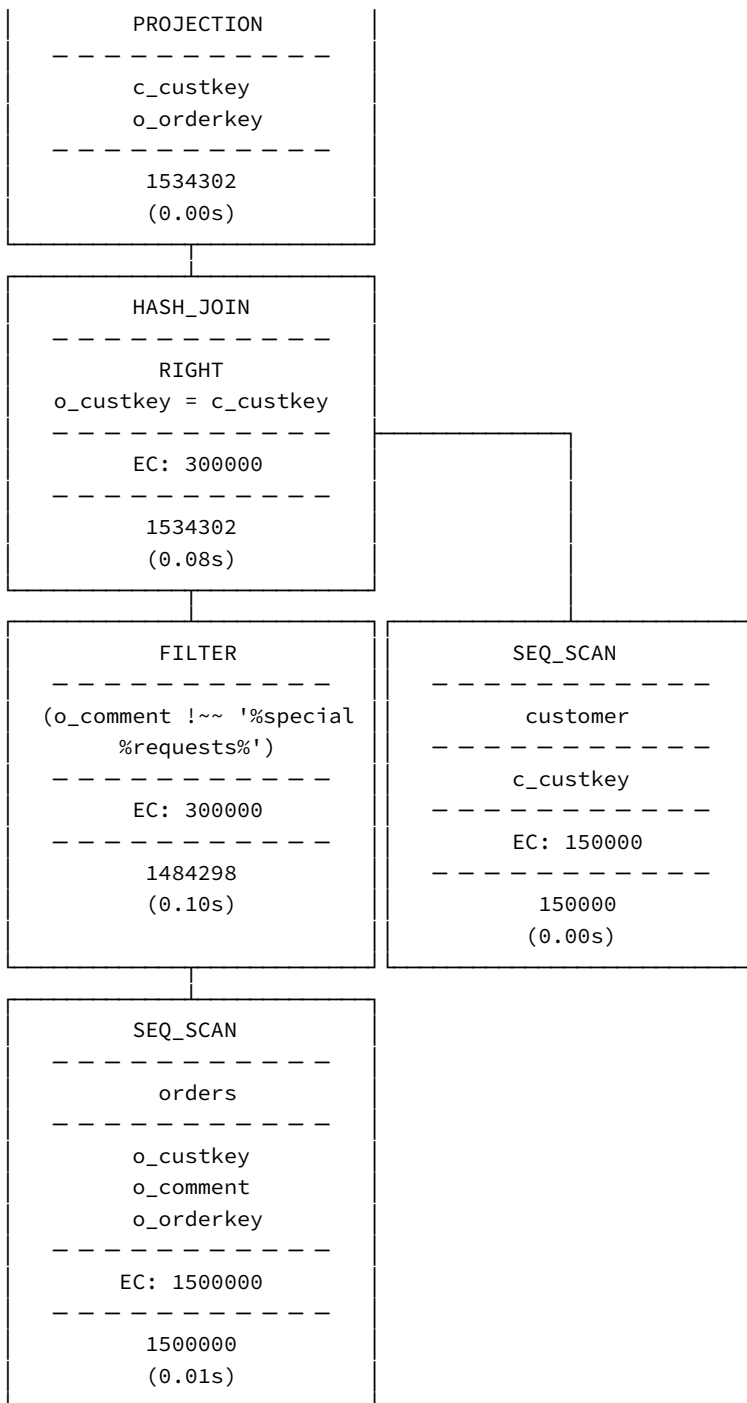 PROJECTION
c_custkey
o_orderkey
1534302
(0.00s)
HASH_JOIN
RIGHT
o_custkey = c_custkey
EC: 300000
1534302
(0.08s)
FILTER
(o_comment !~~ '%special
%requests%')
EC: 300000
1484298
(0.10s)
SEQ_SCAN
customer
c_custkey
EC: 150000
150000
(0.00s)
SEQ_SCAN
orders
o_custkey
o_comment
o_orderkey
EC: 1500000
1500000
(0.01s)